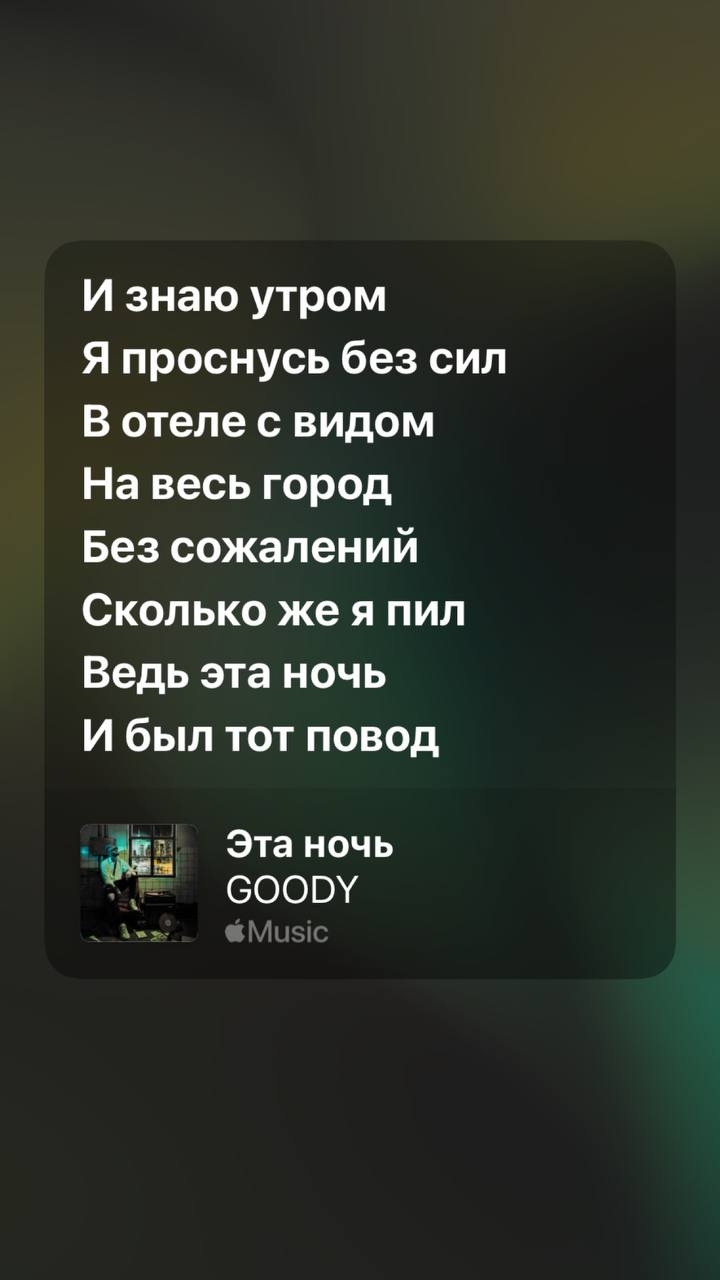 И знаю утром
Я проснусь без сил
В отеле с видом
На весь город
Без сожалений
Сколько же я пил
Ведь эта ночь
И был тот повод
Эта ночь
GOODY
Music